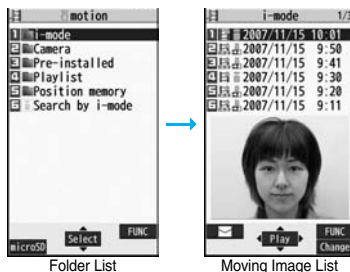 motion
1 i-mode
2 Camera
3 Pre-installed
4 Playlist
5 Position memory
6 Search by i-mode
Select
FUNC
microSD
Folder List
i-mode 1/3
1 2007/11/15 10:01
2 2007/11/15 9:50
3 2007/11/15 9:41
4 2007/11/15 9:30
5 2007/11/15 9:20
6 2007/11/15 9:11
Play
FUNC
Change
Moving Image List